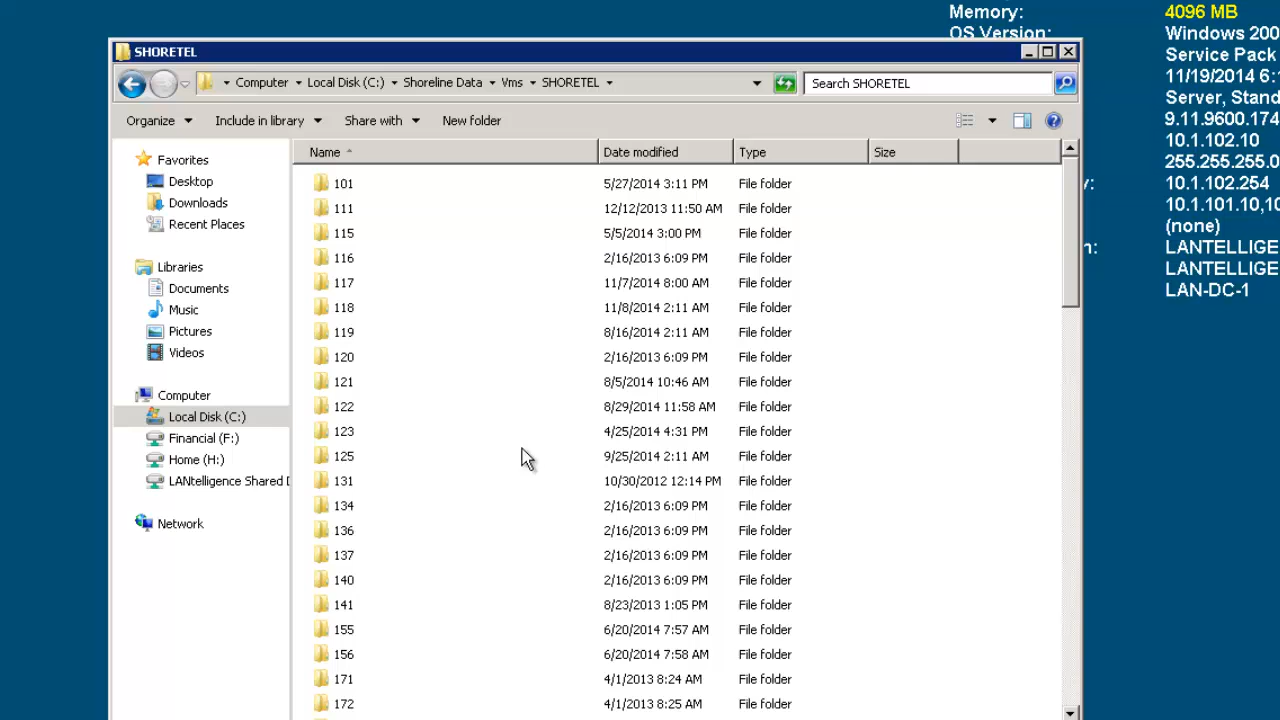 Memory: 4096 MB
OS Version: Windows 200
Service Pack
11/19/2014 6:
Server, Stand
9.11.9600.174
10.1.102.10
255.255.255.0
y: 10.1.102.254
10.1.101.10,10
(none)
n: LANTELLIGE
LANTELLIGE
LAN-DC-1
SHORETEL
Computer Local Disk (C:) Shoreline Data Vms SHORETEL Search SHORETEL
Organize Include in library Share with New folder
Favorites
Desktop
Downloads
Recent Places
Libraries
Documents
Music
Pictures
Videos
Computer
Local Disk (C:)
Financial (F:)
Home (H:)
LANtelligence Shared D
Network
Name Date modified Type Size
101 5/27/2014 3:11 PM File folder
111 12/12/2013 11:50 AM File folder
115 5/5/2014 3:00 PM File folder
116 2/16/2013 6:09 PM File folder
117 11/7/2014 8:00 AM File folder
118 11/8/2014 2:11 AM File folder
119 8/16/2014 2:11 AM File folder
120 2/16/2013 6:09 PM File folder
121 8/5/2014 10:46 AM File folder
122 8/29/2014 11:58 AM File folder
123 4/25/2014 4:31 PM File folder
125 9/25/2014 2:11 AM File folder
131 10/30/2012 12:14 PM File folder
134 2/16/2013 6:09 PM File folder
136 2/16/2013 6:09 PM File folder
137 2/16/2013 6:09 PM File folder
140 2/16/2013 6:09 PM File folder
141 8/23/2013 1:05 PM File folder
155 6/20/2014 7:57 AM File folder
156 6/20/2014 7:58 AM File folder
171 4/1/2013 8:24 AM File folder
172 4/1/2013 8:25 AM File folder